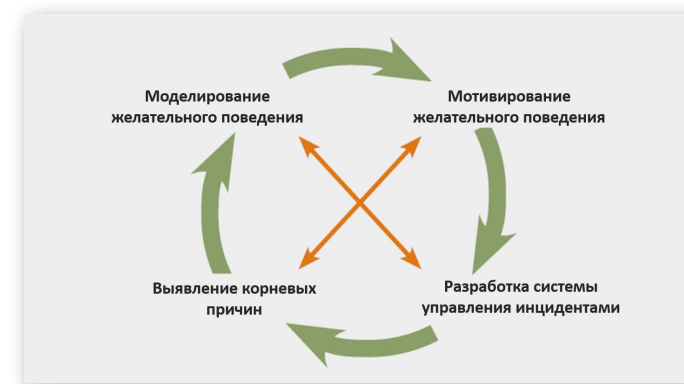 Моделирование
желательного поведения
Мотивирование
желательного поведения
Выявление корневых
причин
Разработка системы
управления инцидентами